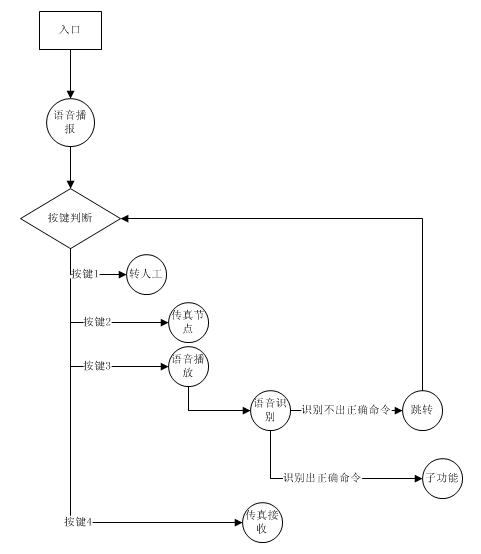 入口
语音播
报
按键判断
按键1
转人工
按键2
传真节
点
按键3
语音播
放
语音识
别
识别不出正确命令
跳转
识别出正确命令
子功能
按键4
传真接
收